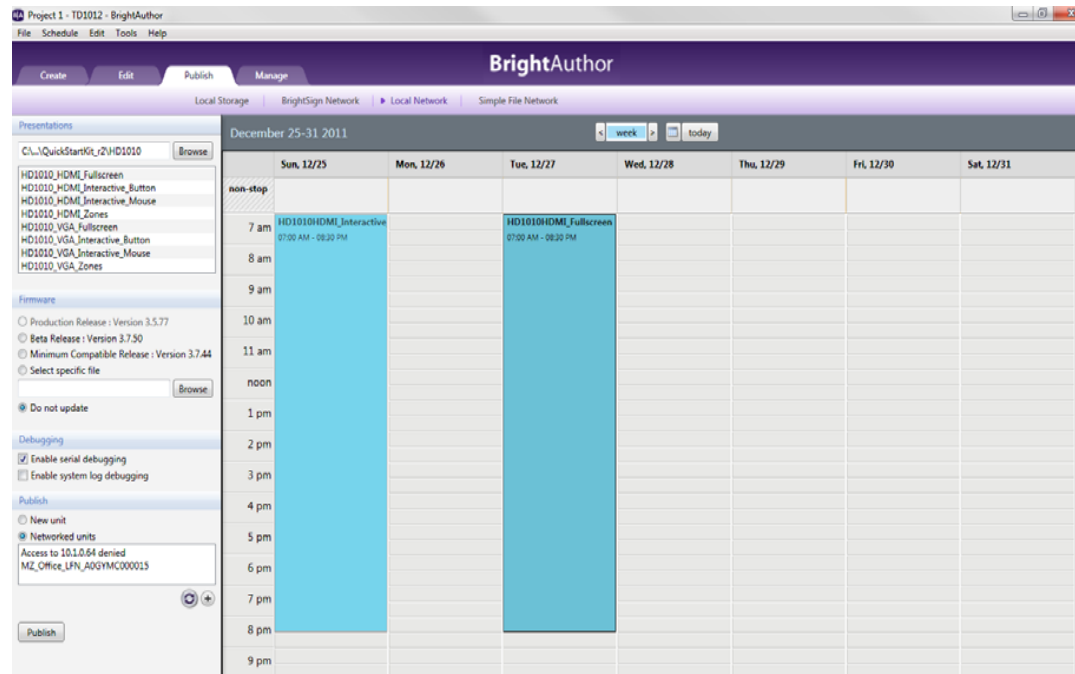 Project 1 - TD1012 - BrightAuthor
File Schedule Edit Tools Help
BrightAuthor
Create Edit Publish Manage
Local Storage BrightSign Network Local Network Simple File Network
Presentations
C:\...\QuickStartKit_r2\HD1010 Browse
HD1010_HDMI_Fullscreen
HD1010_HDMI_Interactive_Button
HD1010_HDMI_Interactive_Mouse
HD1010_HDMI_Zones
HD1010_VGA_Fullscreen
HD1010_VGA_Interactive_Button
HD1010_VGA_Interactive_Mouse
HD1010_VGA_Zones
Firmware
Production Release : Version 3.5.77
Beta Release : Version 3.7.50
Minimum Compatible Release : Version 3.7.44
Select specific file
Browse
Do not update
Debugging
Enable serial debugging
Enable system log debugging
Publish
New unit
Networked units
Access to 10.1.0.64 denied
MZ_Office_LFN_A0GYMC000015
Publish
December 25-31 2011 < week > today
Sun, 12/25 Mon, 12/26 Tue, 12/27 Wed, 12/28 Thu, 12/29 Fri, 12/30 Sat, 12/31
non-stop
7 am HD1010HDMI_Interactive HD1010HDMI_Fullscreen
07:00 AM - 08:30 PM 07:00 AM - 08:30 PM
8 am
9 am
10 am
11 am
noon
1 pm
2 pm
3 pm
4 pm
5 pm
6 pm
7 pm
8 pm
9 pm